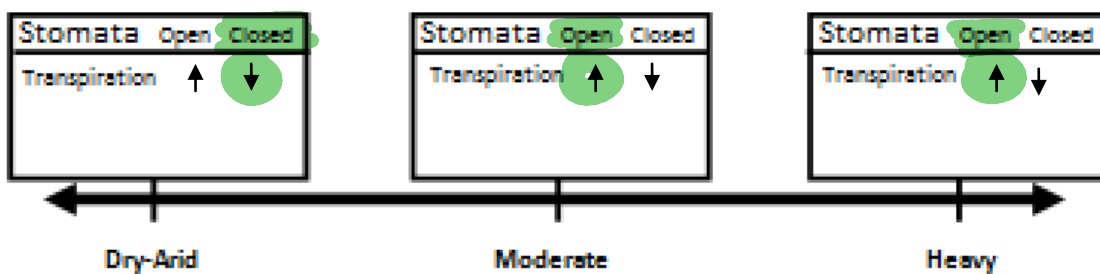 Stomata Open Closed
Transpiration ↑ ↓
Stomata Open Closed
Transpiration ↑ ↓
Stomata Open Closed
Transpiration ↑ ↓
Dry-Arid
Moderate
Heavy